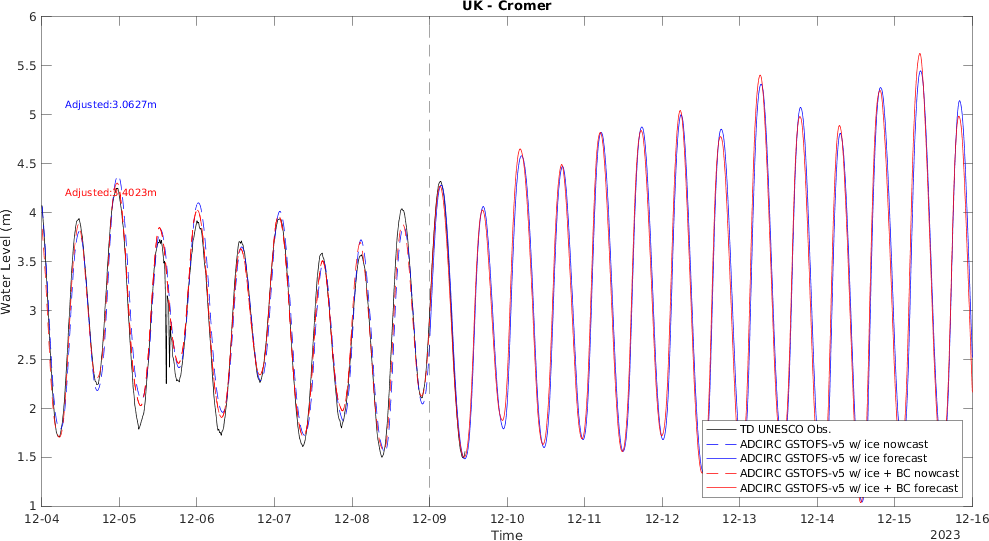 UK - Cromer
6
5.5
5
4.5
4
3.5
3
2.5
2
1.5
1
Water Level (m)
Adjusted:3.0627m
TD UNESCO Obs.
ADCIRC GSTOFS-v5 w/ ice nowcast
ADCIRC GSTOFS-v5 w/ ice forecast
ADCIRC GSTOFS-v5 w/ ice + BC nowcast
ADCIRC GSTOFS-v5 w/ ice + BC forecast
12-04 12-05 12-06 12-07 12-08 12-09 12-10 12-11 12-12 12-13 12-14 12-15 12-16
Time
2023